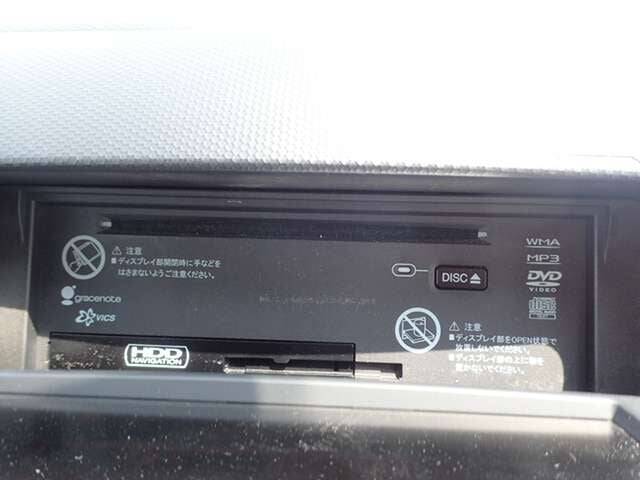 ⚠ 注意
■ディスプレイ部開閉時に手などを
はさまないようご注意ください。
gracenote
VICS
HDD
NAVIGATION
DISC
WMA
MP3
DVD
VIDEO
⚠ 注意
■ディスプレイ部をOPEN状態で
放置しないでください。
■ディスプレイ部の上に物を
置かないでください。